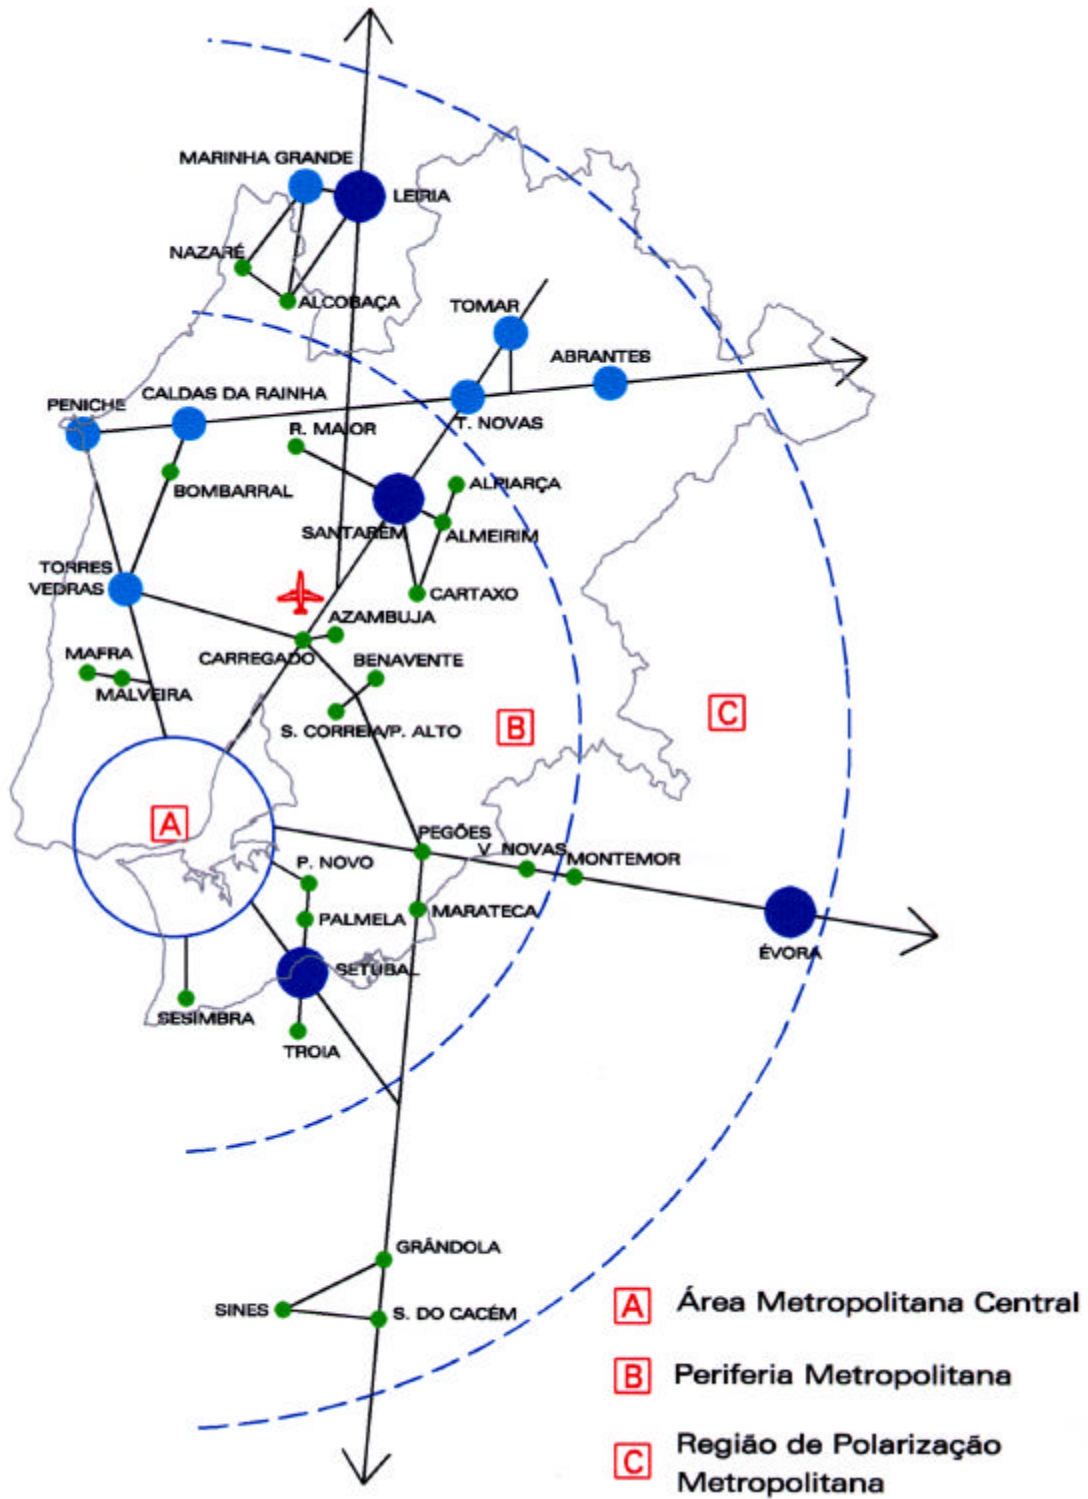 MARINHA GRANDE
LEIRIA
NAZARÉ
ALCOBAÇA
TOMAR
ABRANTES
CALDAS DA RAINHA
PENICHE
T. NOVAS
R. MAIOR
ALPIARÇA
BOMBARRAL
SANTARÉM
ALMEIRIM
TORRES
VEDRAS
CARTAXO
AZAMBUJA
MAFRA
CARREGADO
BENAVENTE
MALVEIRA
S. CORREIA/P. ALTO
B
C
A
PEGÕES
V NOVAS
MONTEMOR
P. NOVO
PALMELA
MARATECA
ÉVORA
SETÚBAL
SESIMBRA
TROIA
GRÂNDOLA
SINES
S. DO CACÉM
A Área Metropolitana Central
B Periferia Metropolitana
C Região de Polarização
Metropolitana